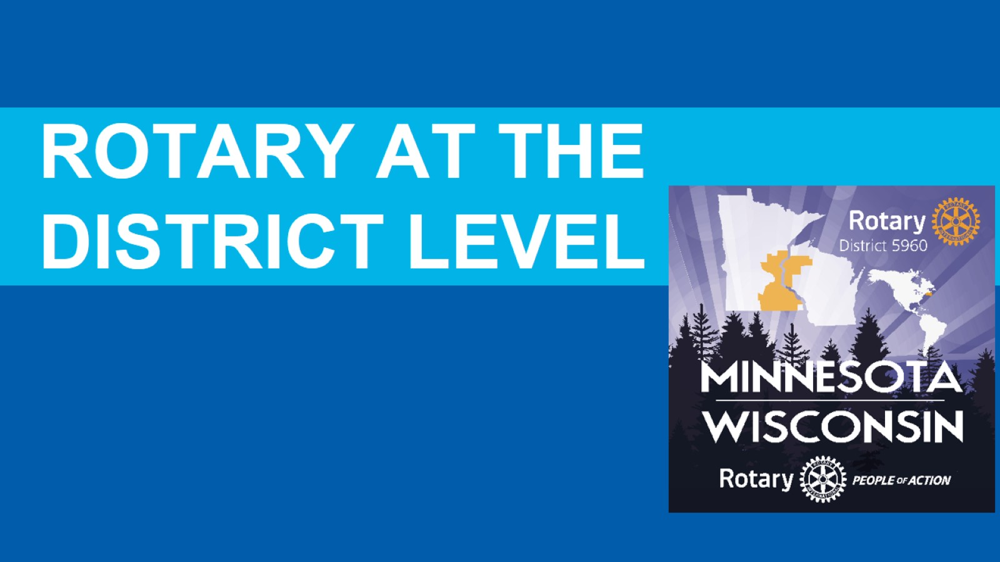 ROTARY AT THE
DISTRICT LEVEL
Rotary
District 5960
MINNESOTA
WISCONSIN
Rotary
PEOPLE OF ACTION